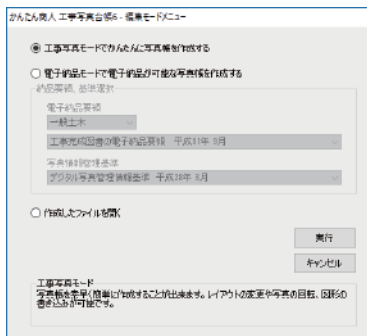 かんたん商人 工事写真台帳6 - 編集モードメニュー
工事写真モードでかんたんに写真帳を作成する
電子納品モードで電子納品が可能な写真帳を作成する
納品要領、基準選択
電子納品要領
一般土木
工事完成図書の電子納品要領 平成11年 8月
写真情報管理基準
デジタル写真管理情報基準 平成28年 3月
作成したファイルを開く
実行
キャンセル
工事写真モード
写真帳を素早く簡単に作成することが出来ます。レイアウトの変更や写真の回転、図形の
書き込みが可能です。